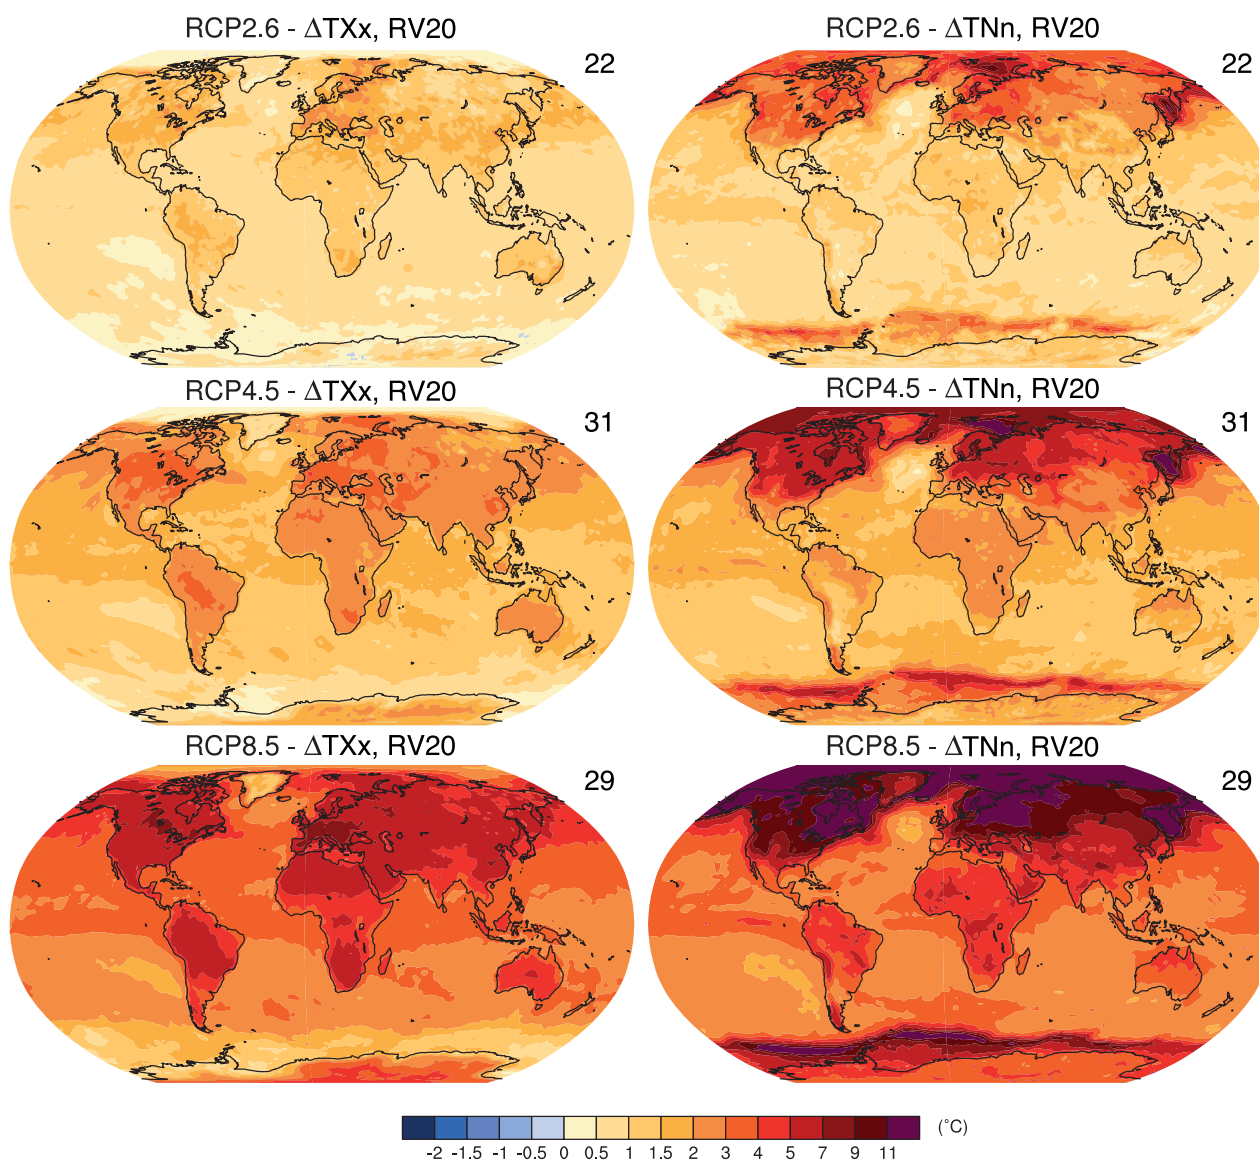 RCP2.6 - ΔTXx, RV20
22
RCP2.6 - ΔTNn, RV20
22
RCP4.5 - ΔTXx, RV20
31
RCP4.5 - ΔTNn, RV20
31
RCP8.5 - ΔTXx, RV20
29
RCP8.5 - ΔTNn, RV20
29
(°C)
-2 -1.5 -1 -0.5 0 0.5 1 1.5 2 3 4 5 7 9 11